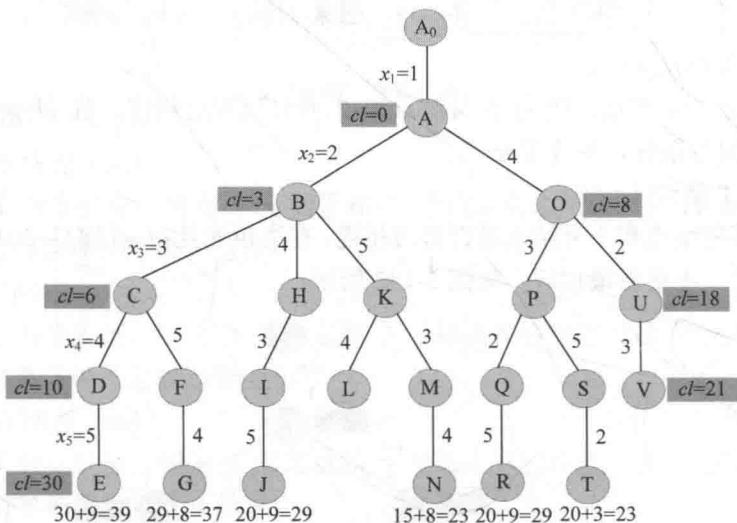 A₀
x₁=1
cl=0 A
x₂=2 4
cl=3 B O cl=8
x₃=3 4 5 3 2
cl=6 C H K P U cl=18
x₄=4 5 3 4 3 2 5 3
cl=10 D F I L M Q S V cl=21
x₅=5 4 5 4 5 2
cl=30 E G J N R T
30+9=39 29+8=37 20+9=29 15+8=23 20+9=29 20+3=23